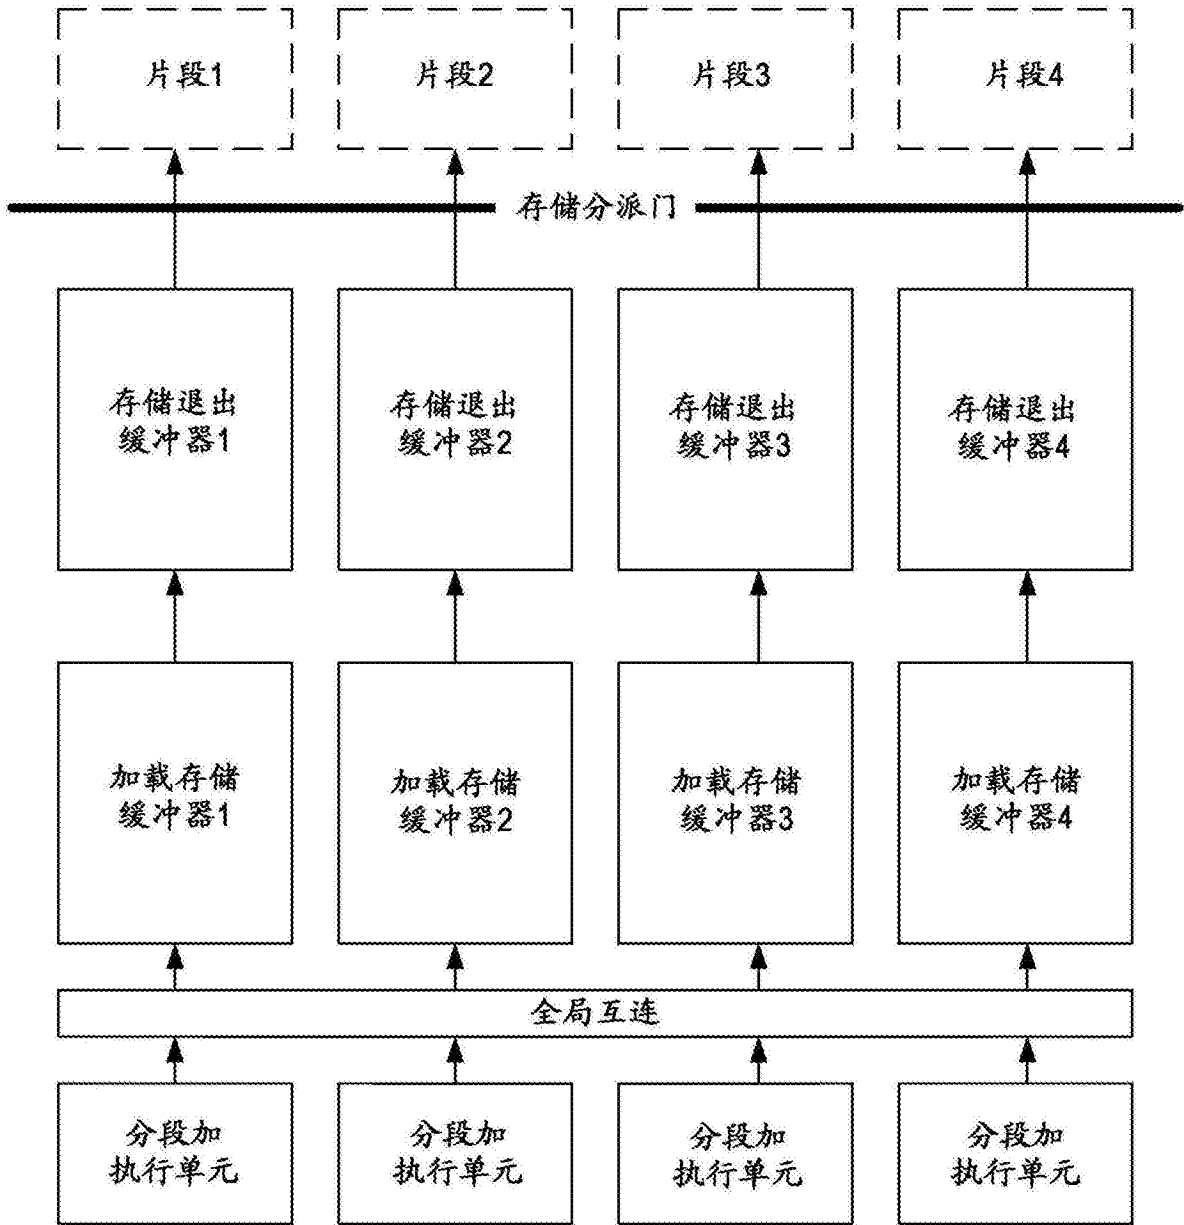 片段1
片段2
片段3
片段4
存储分派门
存储退出
缓冲器1
存储退出
缓冲器2
存储退出
缓冲器3
存储退出
缓冲器4
加载存储
缓冲器1
加载存储
缓冲器2
加载存储
缓冲器3
加载存储
缓冲器4
全局互连
分段加
执行单元
分段加
执行单元
分段加
执行单元
分段加
执行单元